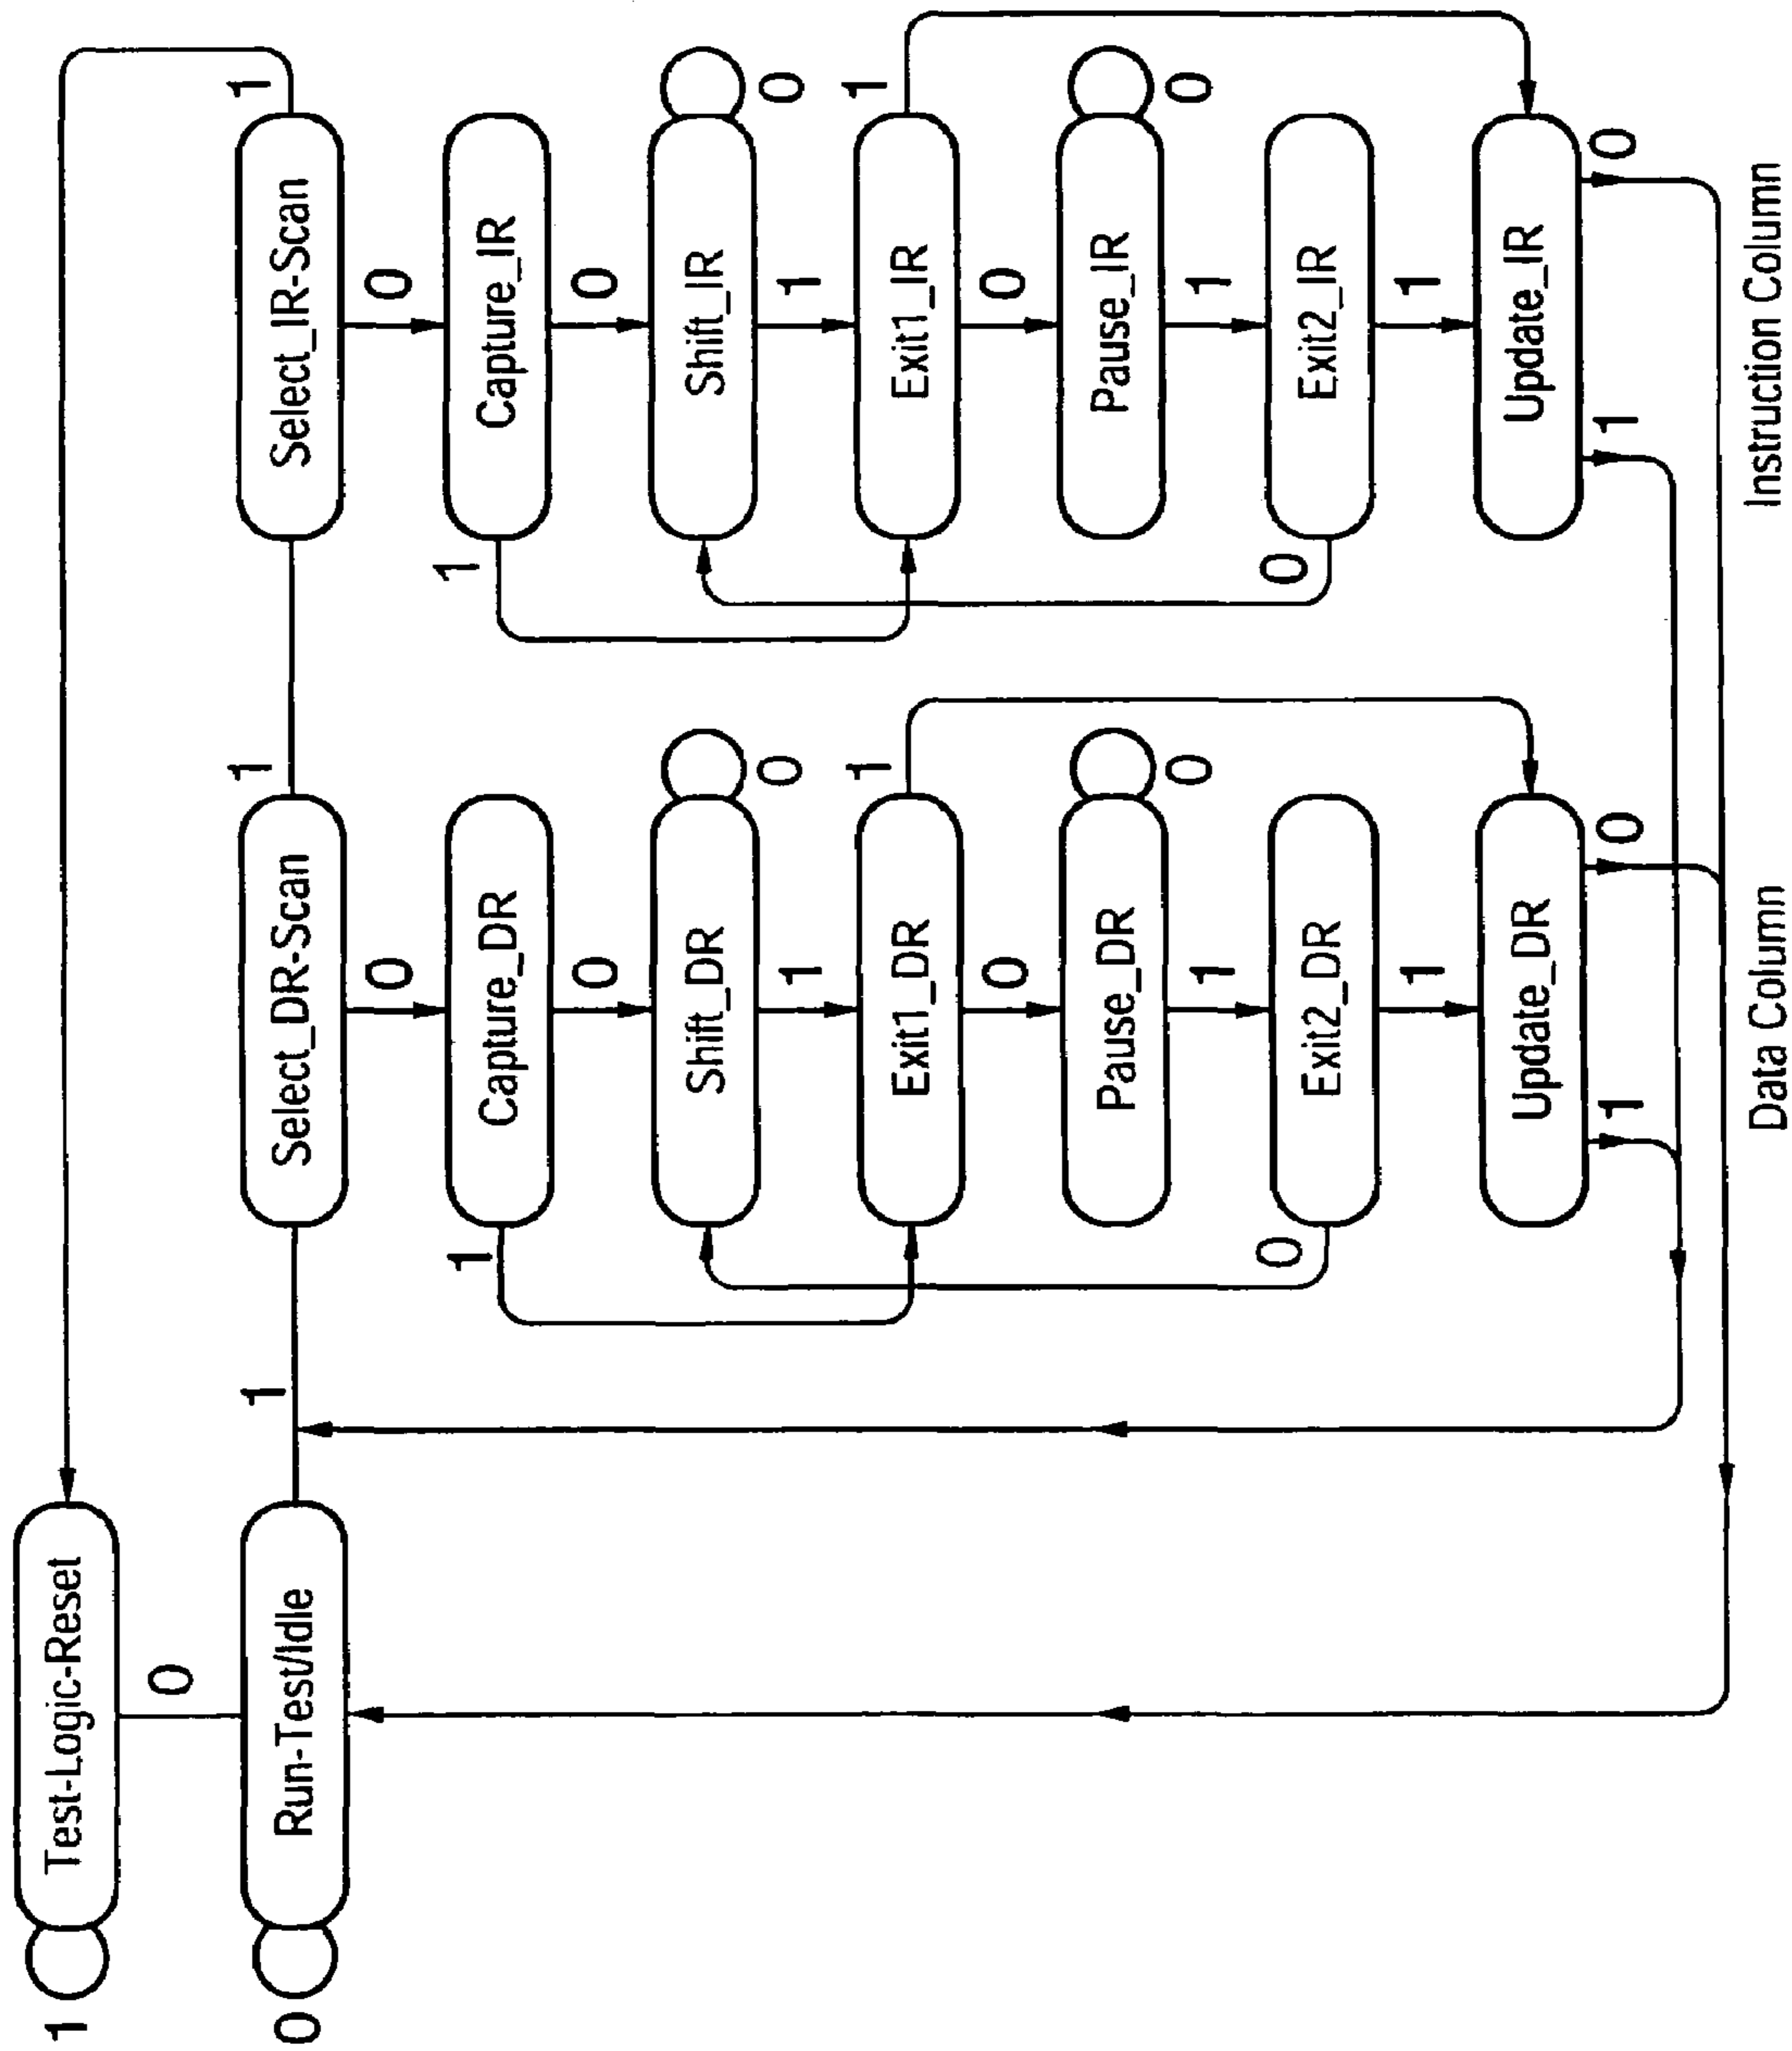 1
Test-Logic-Reset
0
0
Run-Test/Idle
1
Select_DR-Scan
1
Select_IR-Scan
1
0
0
1
Capture_DR
1
Capture_IR
0
0
Shift_DR
0
Shift_IR
0
1
1
Exit1_DR
1
Exit1_IR
1
0
0
Pause_DR
0
Pause_IR
0
1
1
0
Exit2_DR
0
Exit2_IR
1
1
Update_DR
Update_IR
1
0
1
0
Data Column
Instruction Column